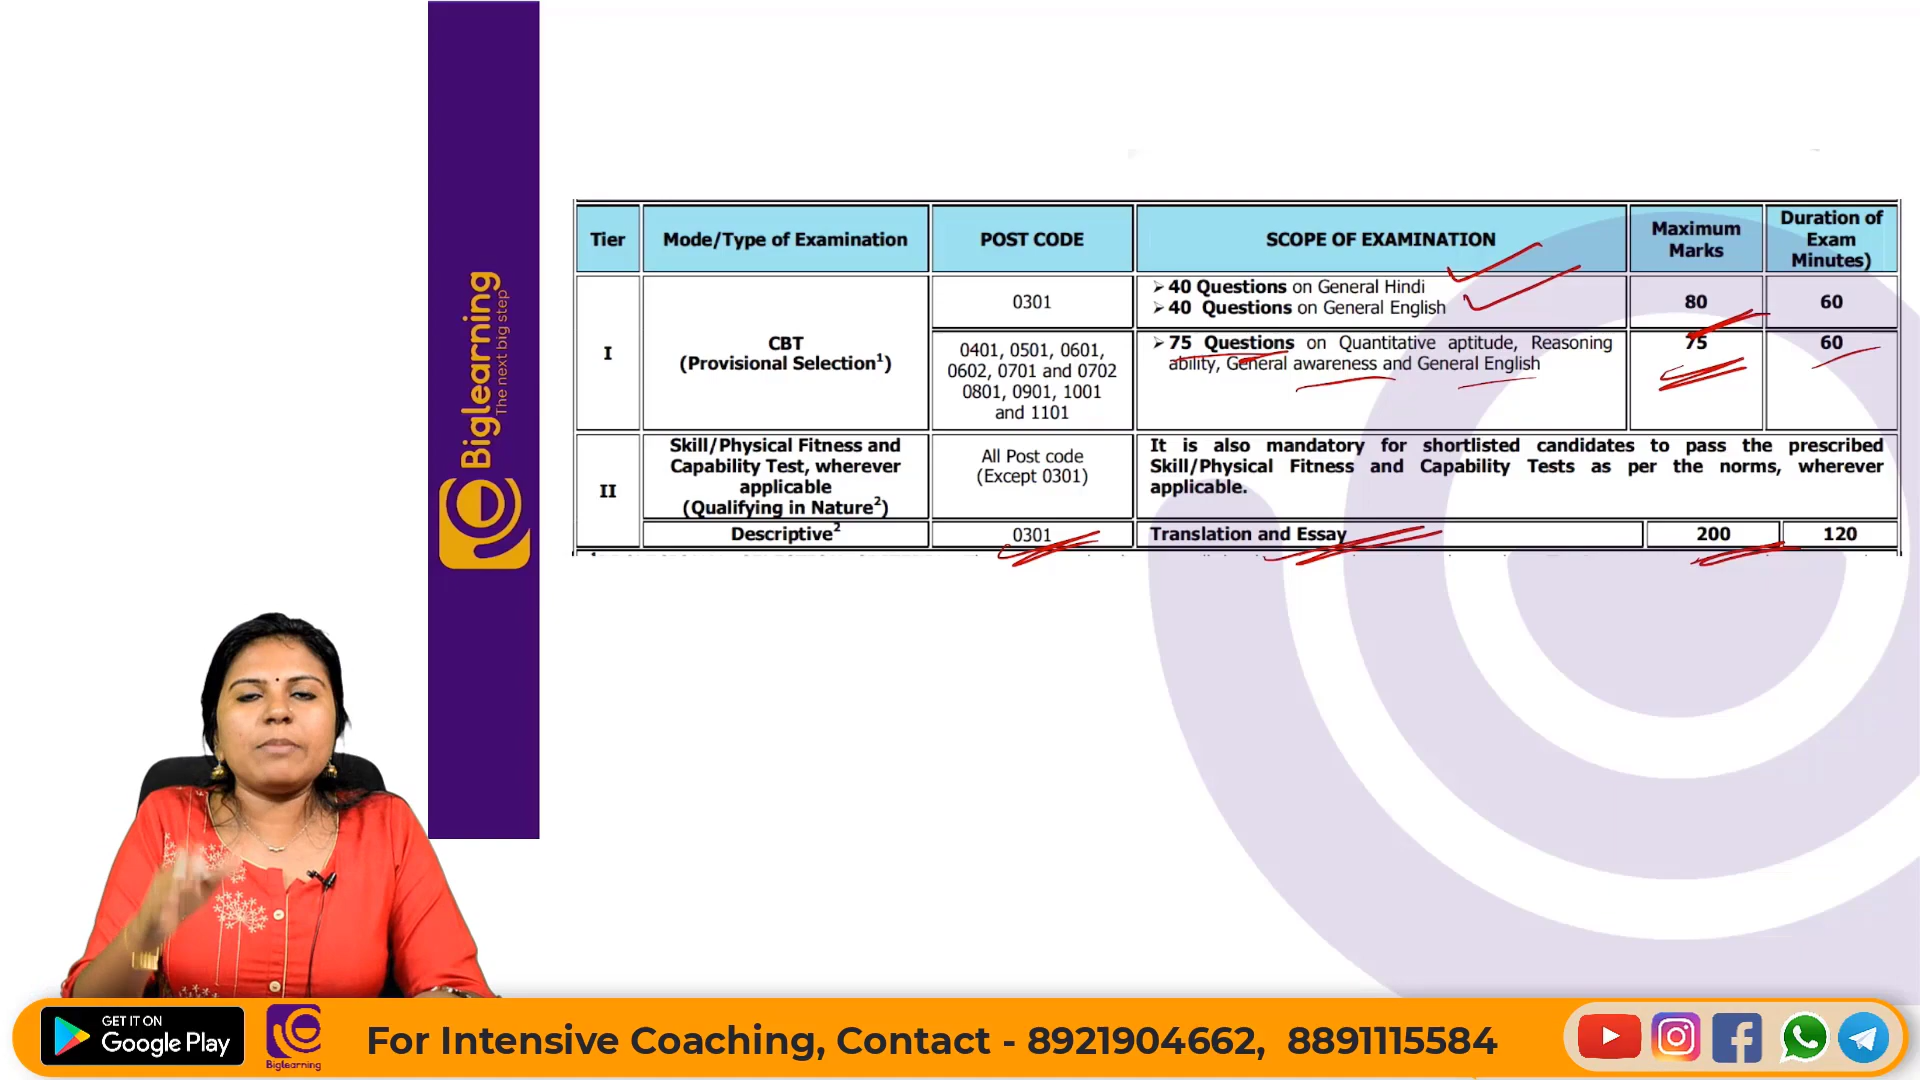 Biglearning
The next big step
Tier
Mode/Type of Examination
POST CODE
SCOPE OF EXAMINATION
Maximum
Marks
Duration of
Exam
Minutes)
I
CBT
(Provisional Selection¹)
0301
➢ 40 Questions on General Hindi
➢ 40 Questions on General English
80
60
0401, 0501, 0601,
0602, 0701 and 0702
0801, 0901, 1001
and 1101
➢ 75 Questions on Quantitative aptitude, Reasoning
ability, General awareness and General English
75
60
II
Skill/Physical Fitness and
Capability Test, wherever
applicable
(Qualifying in Nature²)
All Post code
(Except 0301)
It is also mandatory for shortlisted candidates to pass the prescribed
Skill/Physical Fitness and Capability Tests as per the norms, wherever
applicable.
Descriptive²
0301
Translation and Essay
200
120
GET IT ON
Google Play
Biglearning
For Intensive Coaching, Contact - 8921904662, 8891115584